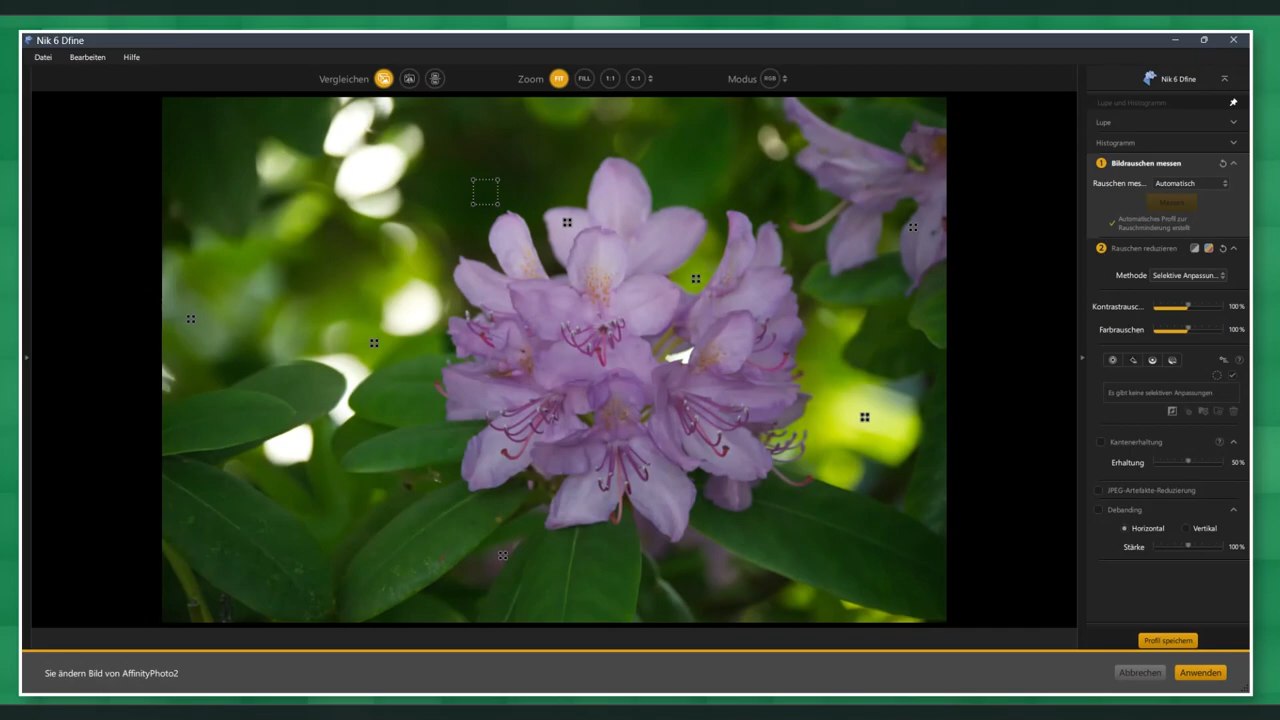 Nik 6 Dfine
Datei Bearbeiten Hilfe
Vergleichen Zoom FIT FILL 1:1 2:1 Modus RGB
Nik 6 Dfine
Lupe und Histogramm
Lupe
Histogramm
1 Bildrauschen messen
Rauschen mes... Automatisch
Messen
Automatisches Profil zur
Rauschminderung erstellt
2 Rauschen reduzieren
Methode Selektive Anpassun...
Kontrastrausc... 100 %
Farbrauschen 100 %
Es gibt keine selektiven Anpassungen
Kantenerhaltung
Erhaltung 50 %
JPEG-Artefakte-Reduzierung
Debanding
Horizontal Vertikal
Stärke 100 %
Profil speichern
Sie ändern Bild von AffinityPhoto2
Abbrechen Anwenden